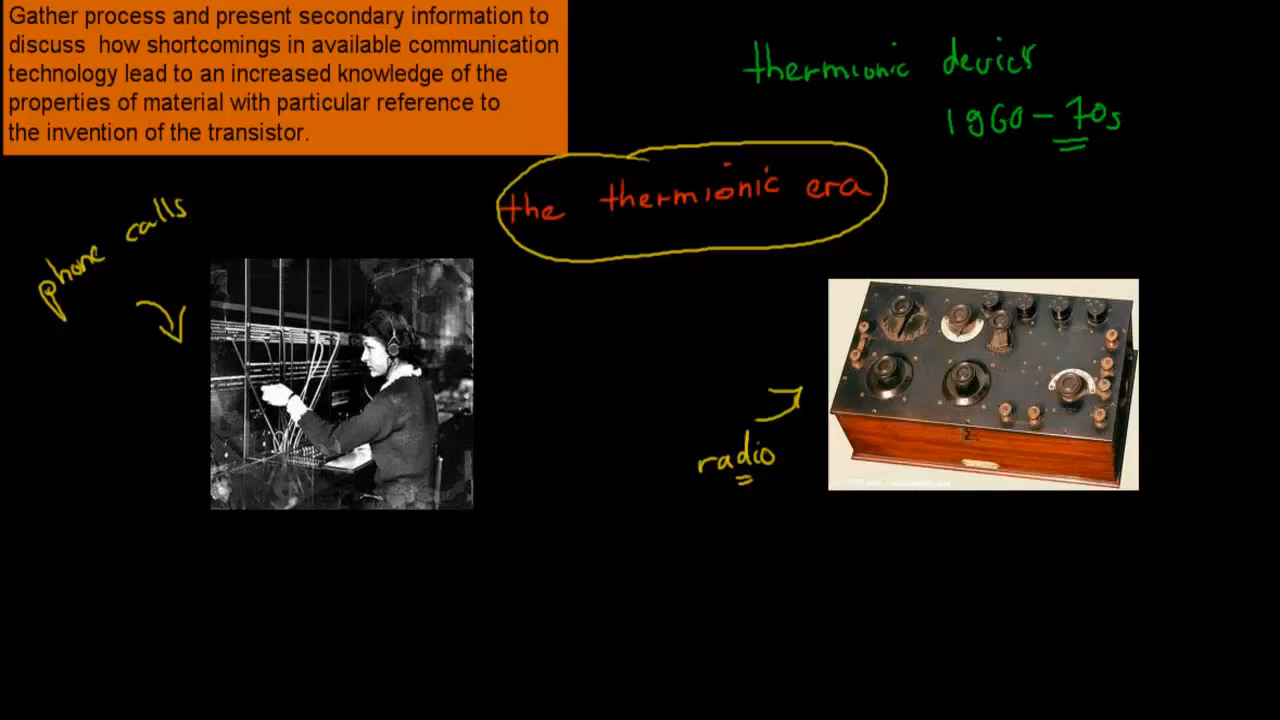 Gather process and present secondary information to
discuss how shortcomings in available communication
technology lead to an increased knowledge of the
properties of material with particular reference to
the invention of the transistor.
thermionic devices
1960 - 70s
the thermionic era
phone calls
radio